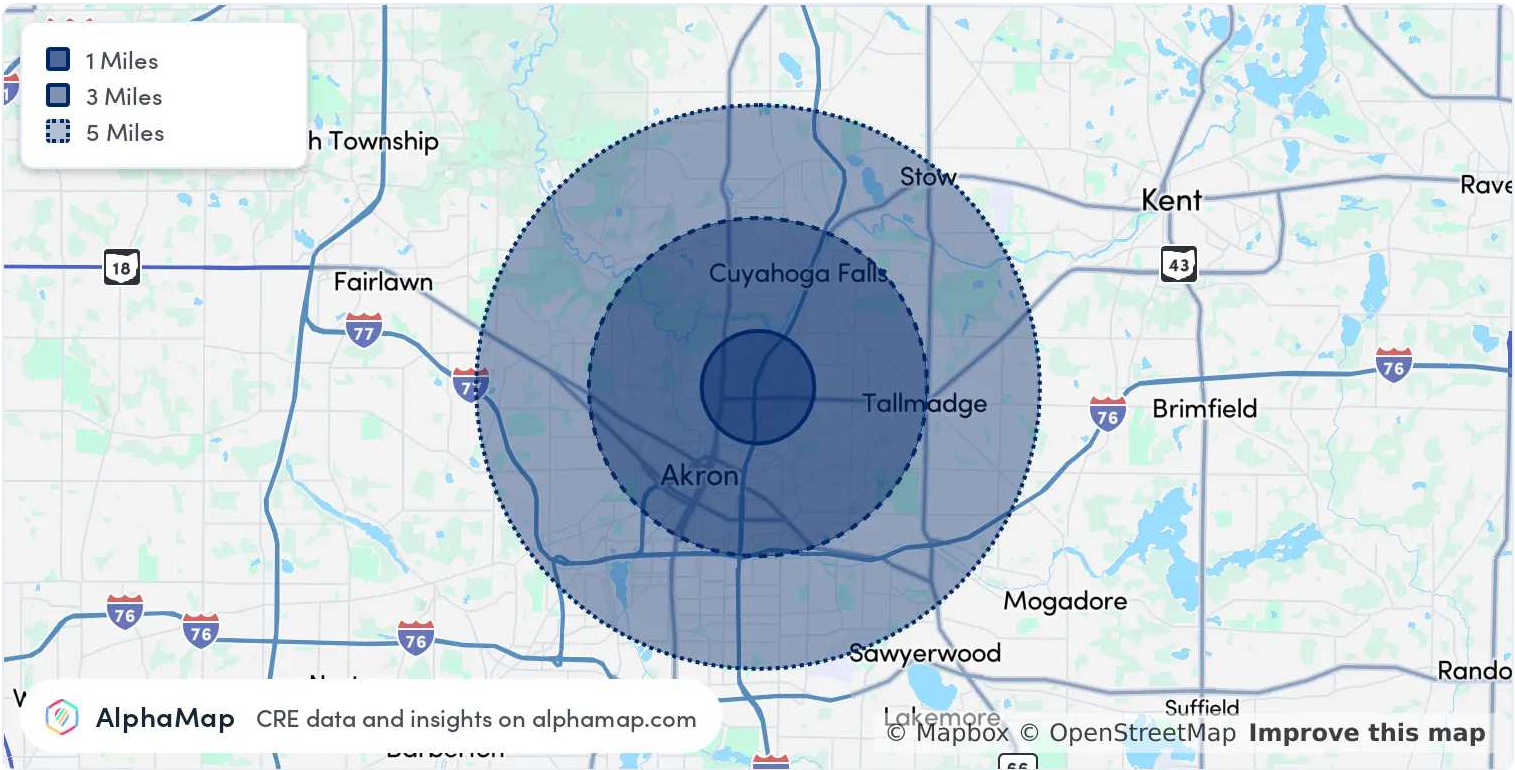 1 Miles
3 Miles
5 Miles
h Township
Stow
Kent
Rave
18
43
Cuyahoga Falls
Fairlawn
77
76
76
Tallmadge
Brimfield
Akron
76
76
76
Mogadore
Sawyerwood
Rando
Suffield
Lakemore
AlphaMap CRE data and insights on alphamap.com
© Mapbox © OpenStreetMap Improve this map